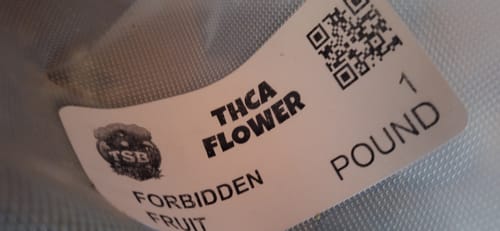 TSB
THCA
FLOWER
FORBIDDEN
FRUIT
1
POUND